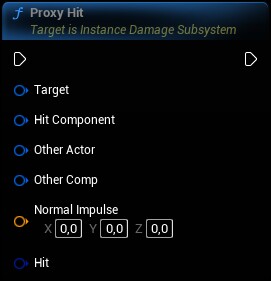 Proxy Hit
Target is Instance Damage Subsystem
Target
Hit Component
Other Actor
Other Comp
Normal Impulse
X 0,0 Y 0,0 Z 0,0
Hit